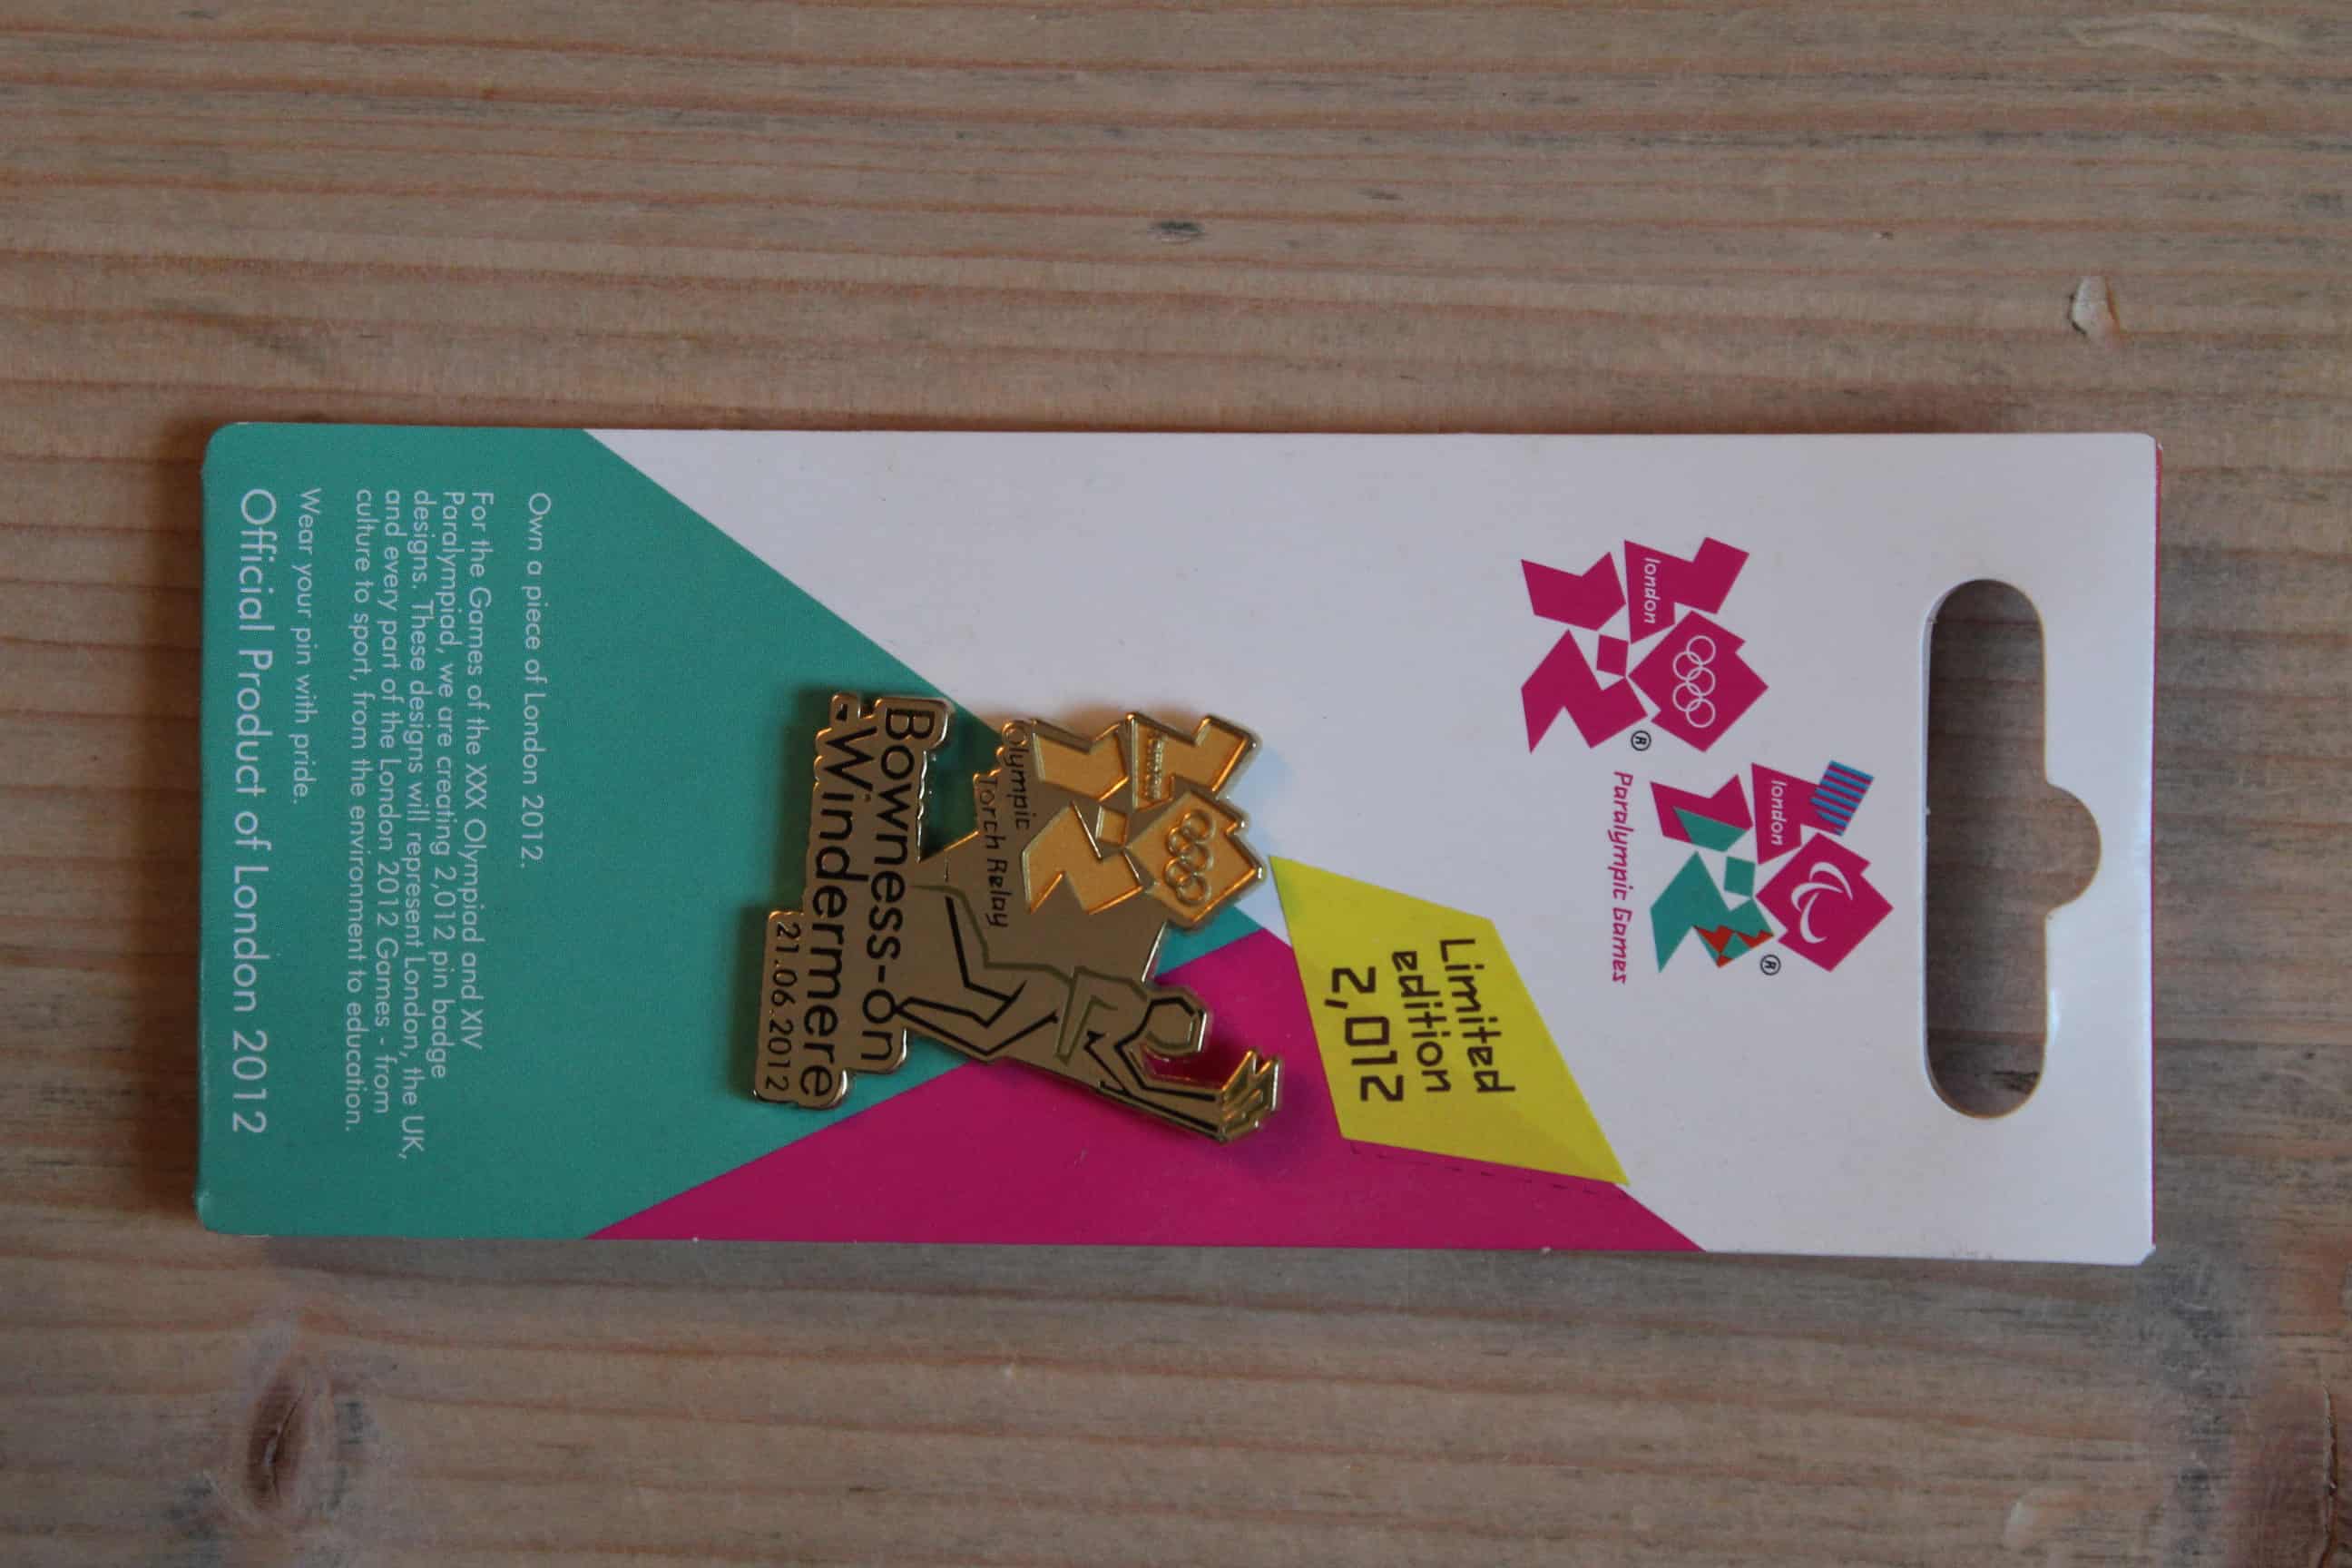 london
®
london
®
Paralympic Games
Limited
edition
2,012
Olympic
Torch Relay
Bowness-on
-Windermere
21.06.2012
Own a piece of London 2012.
For the Games of the XXX Olympiad and XIV
Paralympiad, we are creating 2,012 pin badge
designs. These designs will represent London, the UK,
and every part of the London 2012 Games - from
culture to sport, from the environment to education.
Wear your pin with pride.
Official Product of London 2012